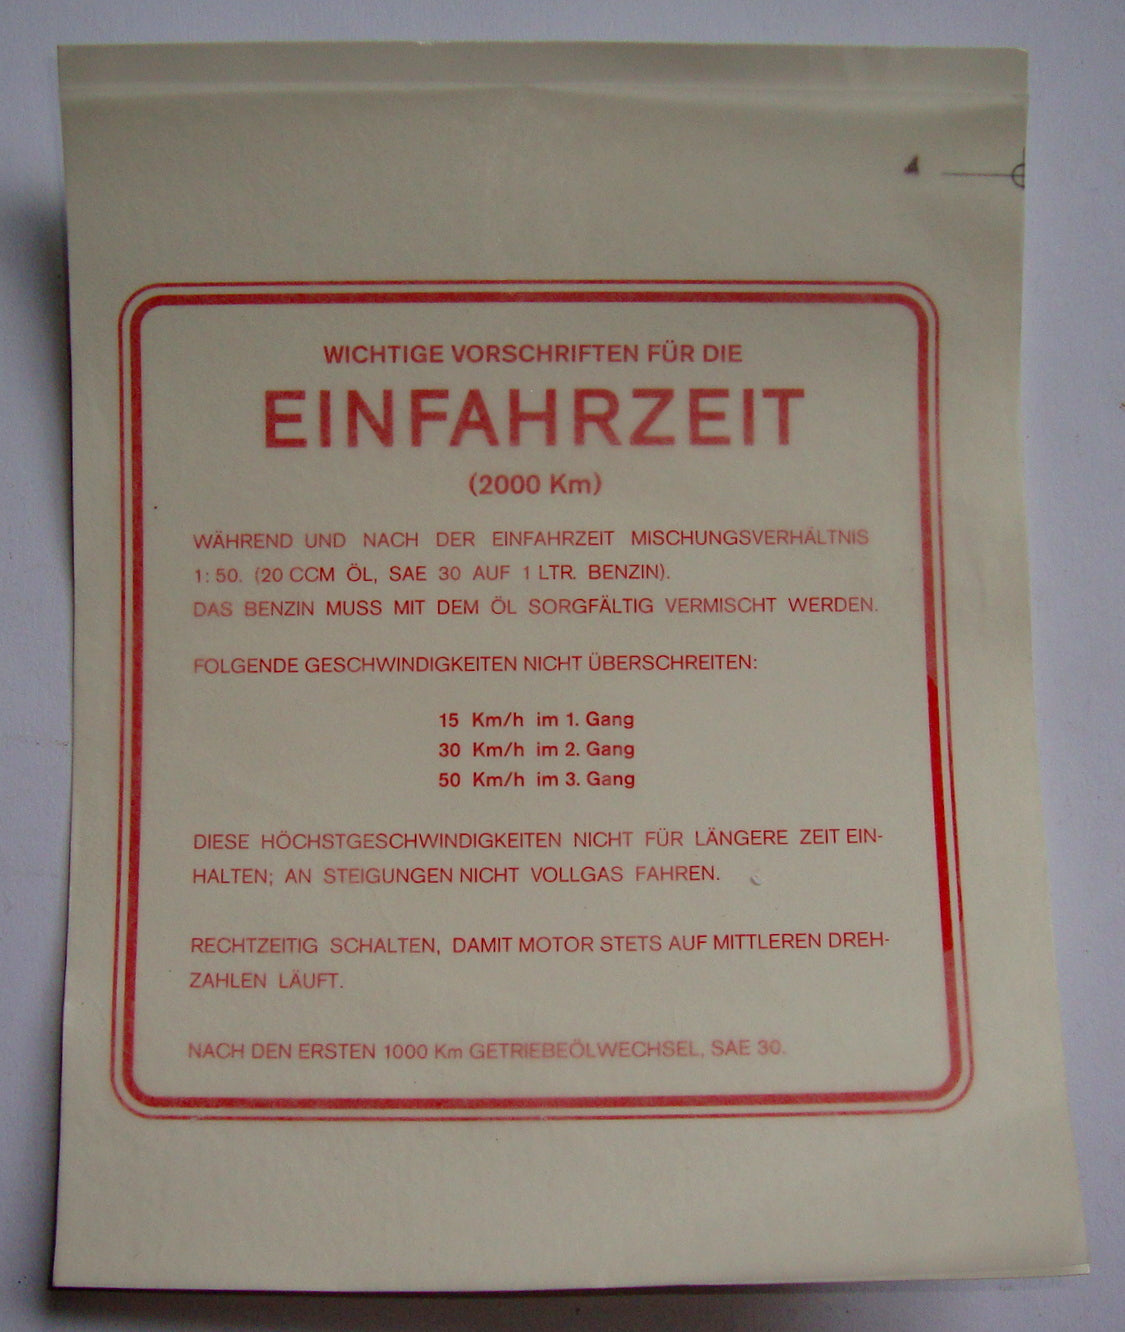 WICHTIGE VORSCHRIFTEN FÜR DIE
EINFAHRZEIT
(2000 Km)
WÄHREND UND NACH DER EINFAHRZEIT MISCHUNGSVERHÄLTNIS
1:50. (20 CCM ÖL, SAE 30 AUF 1 LTR. BENZIN).
DAS BENZIN MUSS MIT DEM ÖL SORGFÄLTIG VERMISCHT WERDEN.
FOLGENDE GESCHWINDIGKEITEN NICHT ÜBERSCHREITEN:
15 Km/h im 1. Gang
30 Km/h im 2. Gang
50 Km/h im 3. Gang
DIESE HÖCHSTGESCHWINDIGKEITEN NICHT FÜR LÄNGERE ZEIT EIN-
HALTEN; AN STEIGUNGEN NICHT VOLLGAS FAHREN.
RECHTZEITIG SCHALTEN, DAMIT MOTOR STETS AUF MITTLEREN DREH-
ZAHLEN LÄUFT.
NACH DEN ERSTEN 1000 Km GETRIEBEÖLWECHSEL, SAE 30.